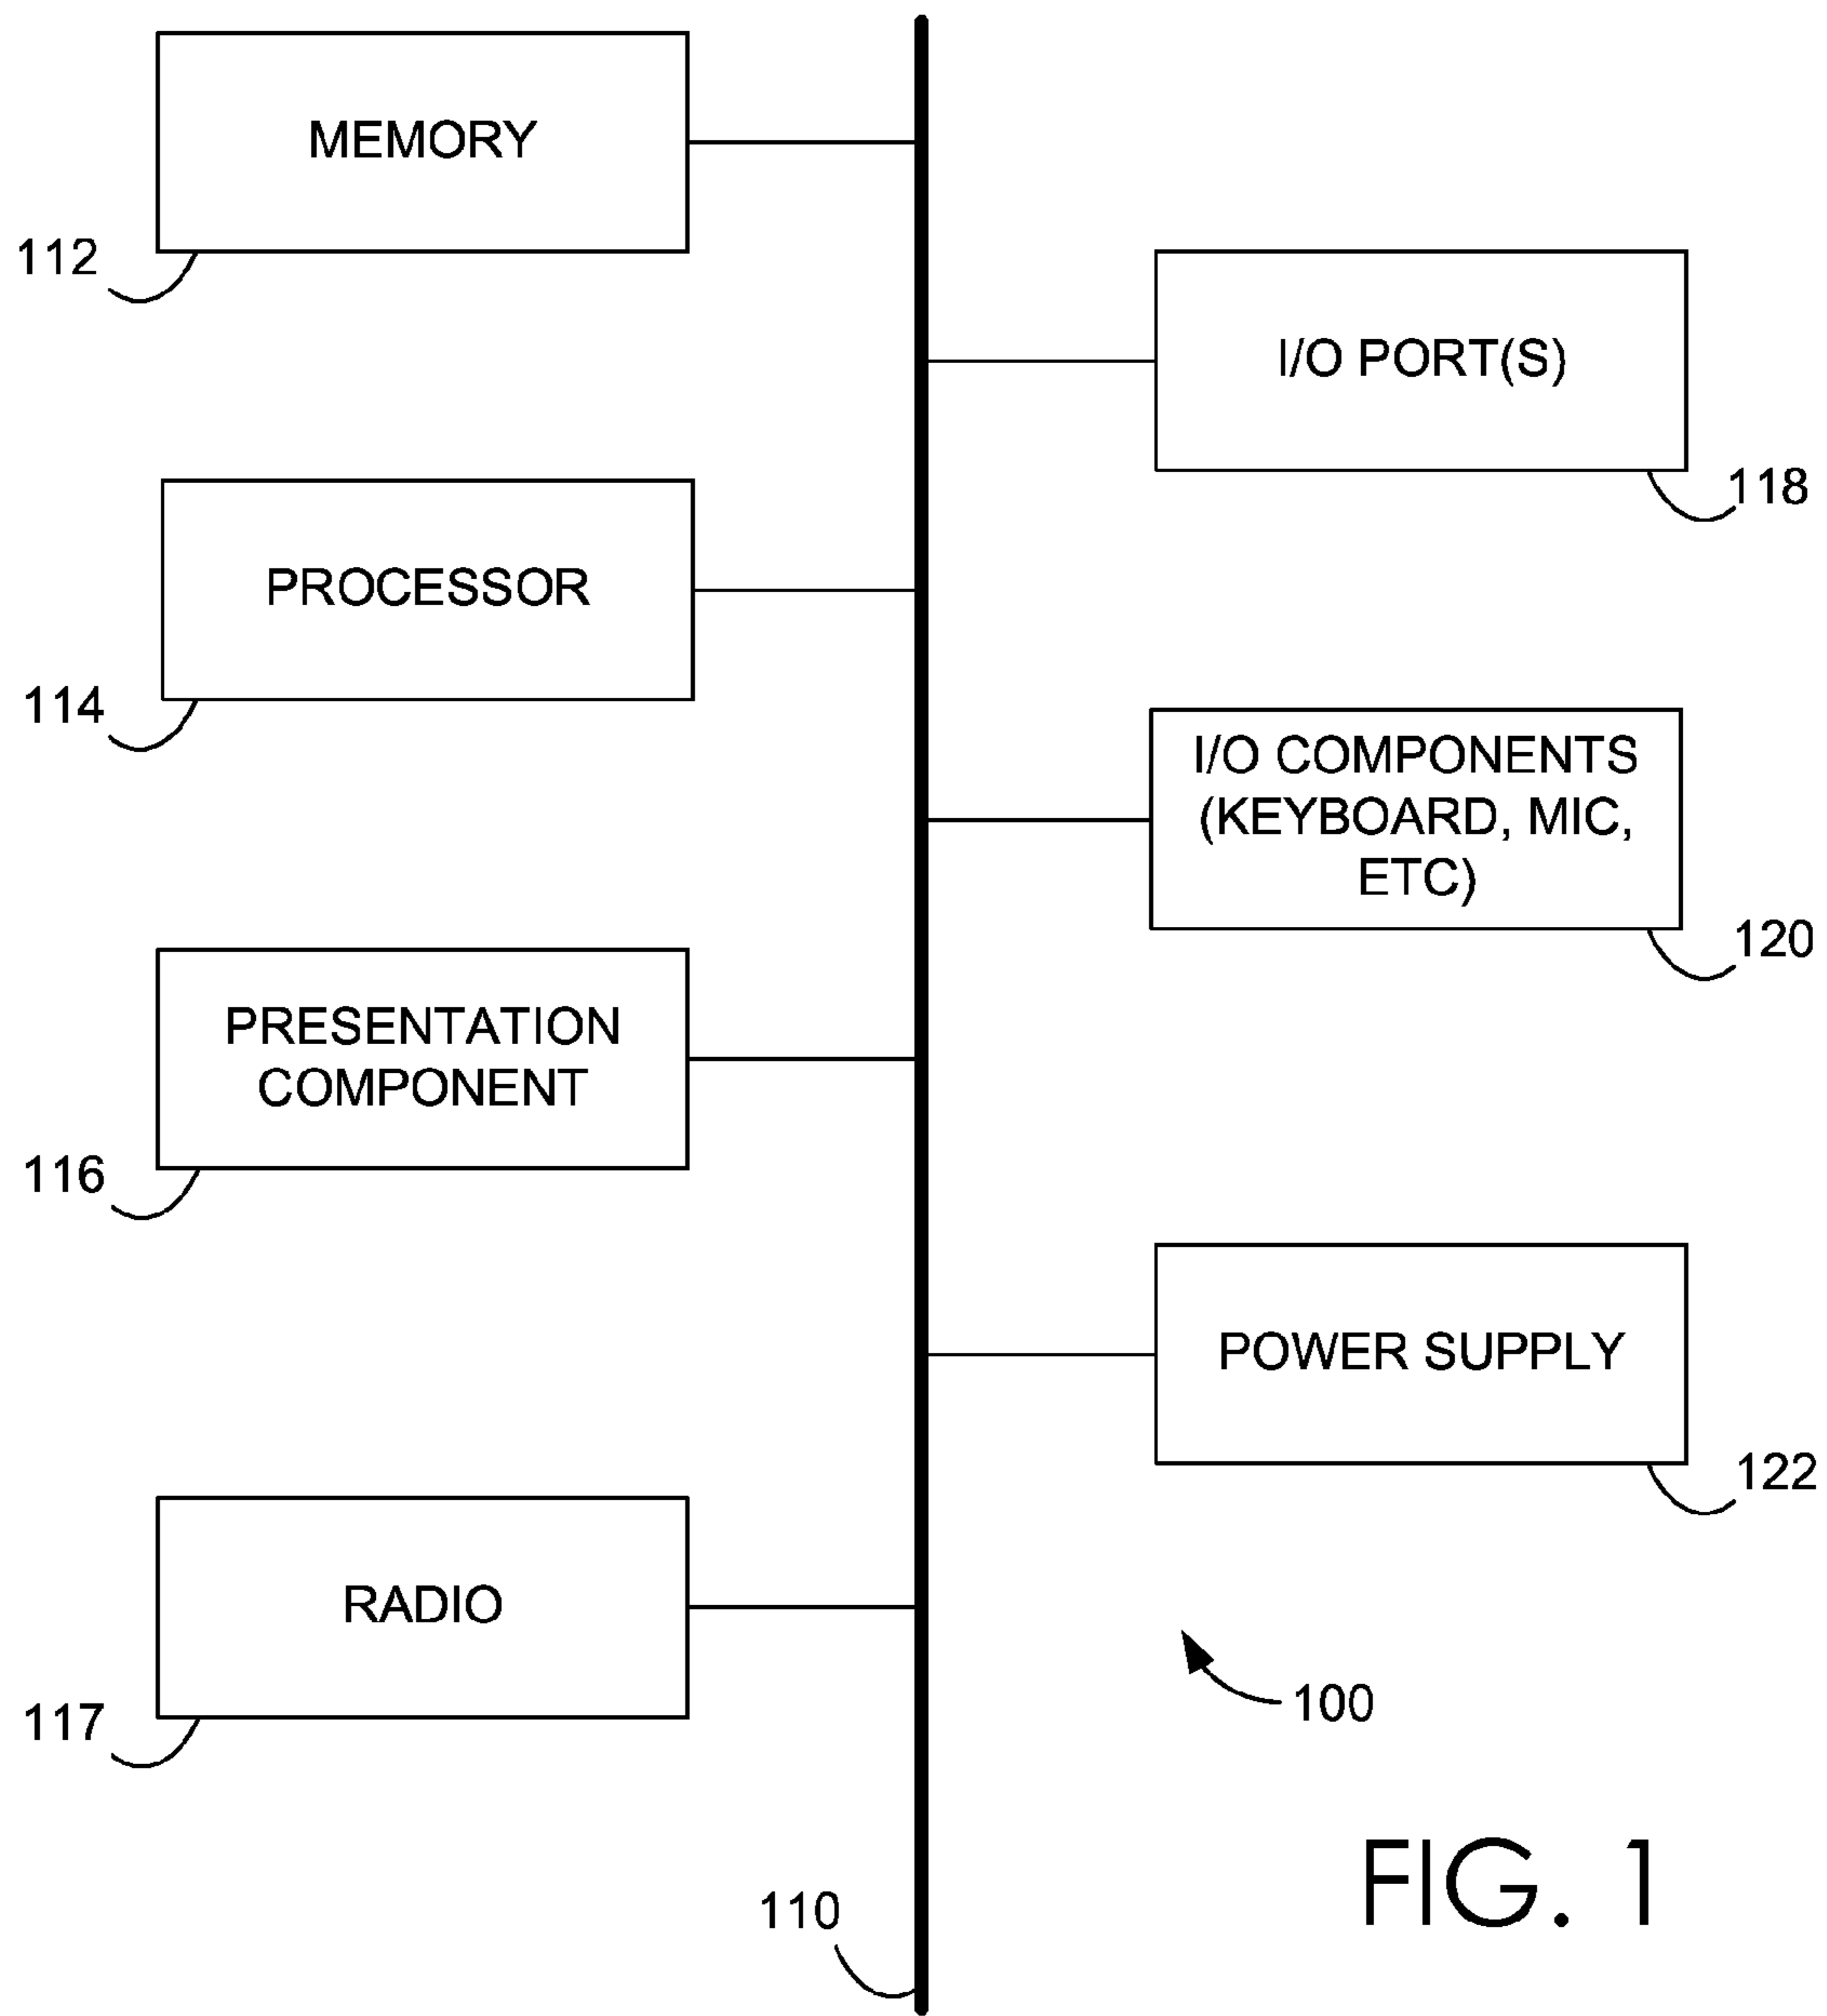 MEMORY
112
I/O PORT(S)
118
PROCESSOR
114
I/O COMPONENTS
(KEYBOARD, MIC,
ETC)
120
PRESENTATION
COMPONENT
116
POWER SUPPLY
122
RADIO
117
100
110
FIG. 1